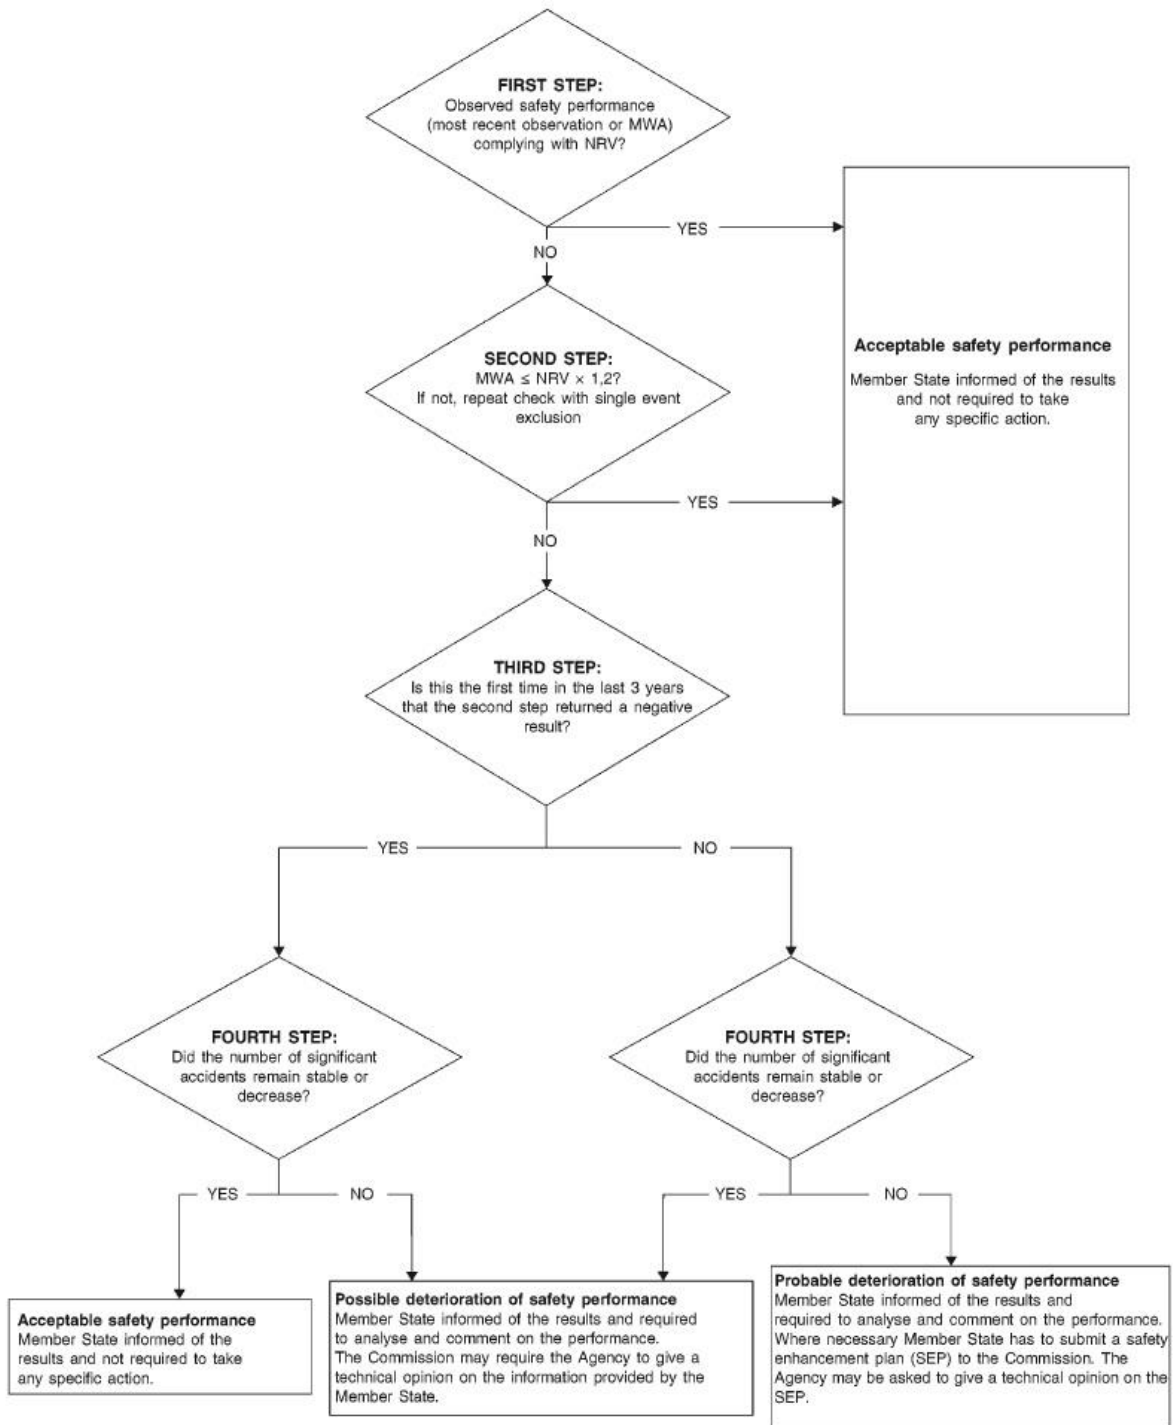 FIRST STEP:
Observed safety performance
(most recent observation or MWA)
complying with NRV?
YES
NO
Acceptable safety performance
Member State informed of the results
and not required to take
any specific action.
SECOND STEP:
MWA ≤ NRV × 1,2?
If not, repeat check with single event
exclusion
YES
NO
THIRD STEP:
Is this the first time in the last 3 years
that the second step returned a negative
result?
YES
NO
FOURTH STEP:
Did the number of significant
accidents remain stable or
decrease?
FOURTH STEP:
Did the number of significant
accidents remain stable or
decrease?
YES
NO
YES
NO
Acceptable safety performance
Member State informed of the
results and not required to take
any specific action.
Possible deterioration of safety performance
Member State informed of the results and required
to analyse and comment on the performance.
The Commission may require the Agency to give a
technical opinion on the information provided by the
Member State.
Probable deterioration of safety performance
Member State informed of the results and
required to analyse and comment on the performance.
Where necessary Member State has to submit a safety
enhancement plan (SEP) to the Commission. The
Agency may be asked to give a technical opinion on the
SEP.